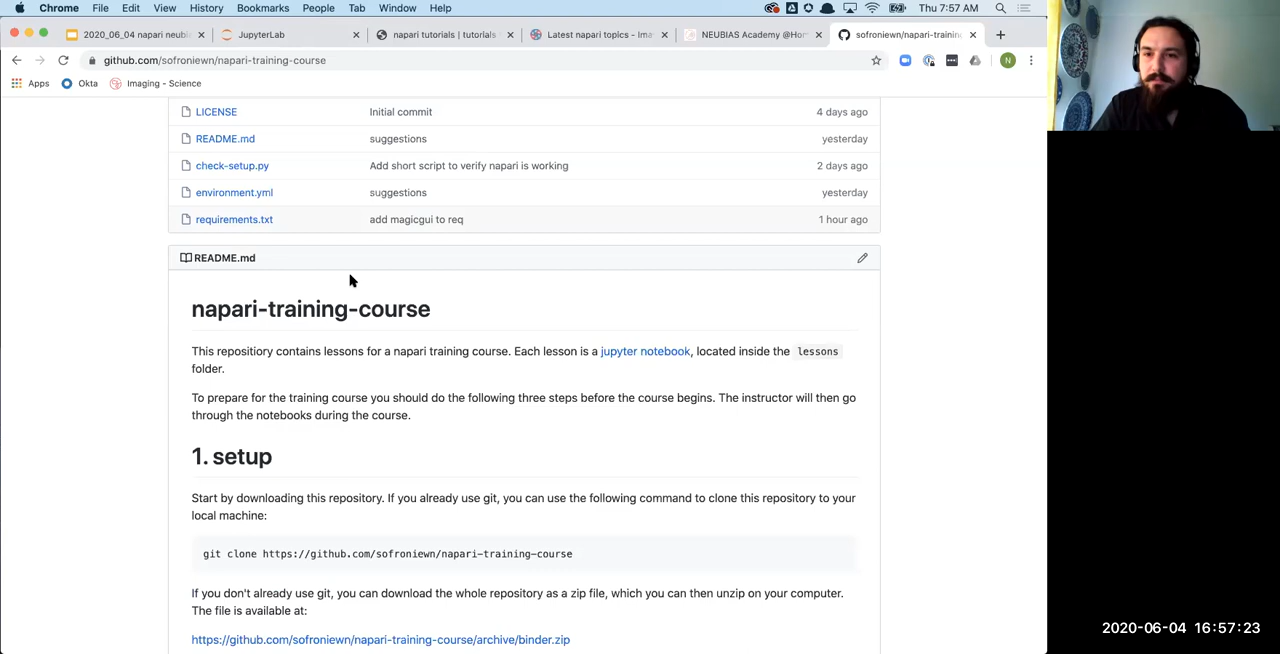 Chrome File Edit View History Bookmarks People Tab Window Help Thu 7:57 AM
2020_06_04 napari neubi JupyterLab napari tutorials | tutorials Latest napari topics - Ima NEUBIAS Academy @Hom sofroniewn/napari-trainin
github.com/sofroniewn/napari-training-course N
Apps Okta Imaging - Science
LICENSE Initial commit 4 days ago
README.md suggestions yesterday
check-setup.py Add short script to verify napari is working 2 days ago
environment.yml suggestions yesterday
requirements.txt add magicgui to req 1 hour ago
README.md
napari-training-course
This repositiory contains lessons for a napari training course. Each lesson is a jupyter notebook, located inside the lessons
folder.
To prepare for the training course you should do the following three steps before the course begins. The instructor will then go
through the notebooks during the course.
1. setup
Start by downloading this repository. If you already use git, you can use the following command to clone this repository to your
local machine:
git clone https://github.com/sofroniewn/napari-training-course
If you don't already use git, you can download the whole repository as a zip file, which you can then unzip on your computer.
The file is available at:
https://github.com/sofroniewn/napari-training-course/archive/binder.zip
2020-06-04 16:57:23